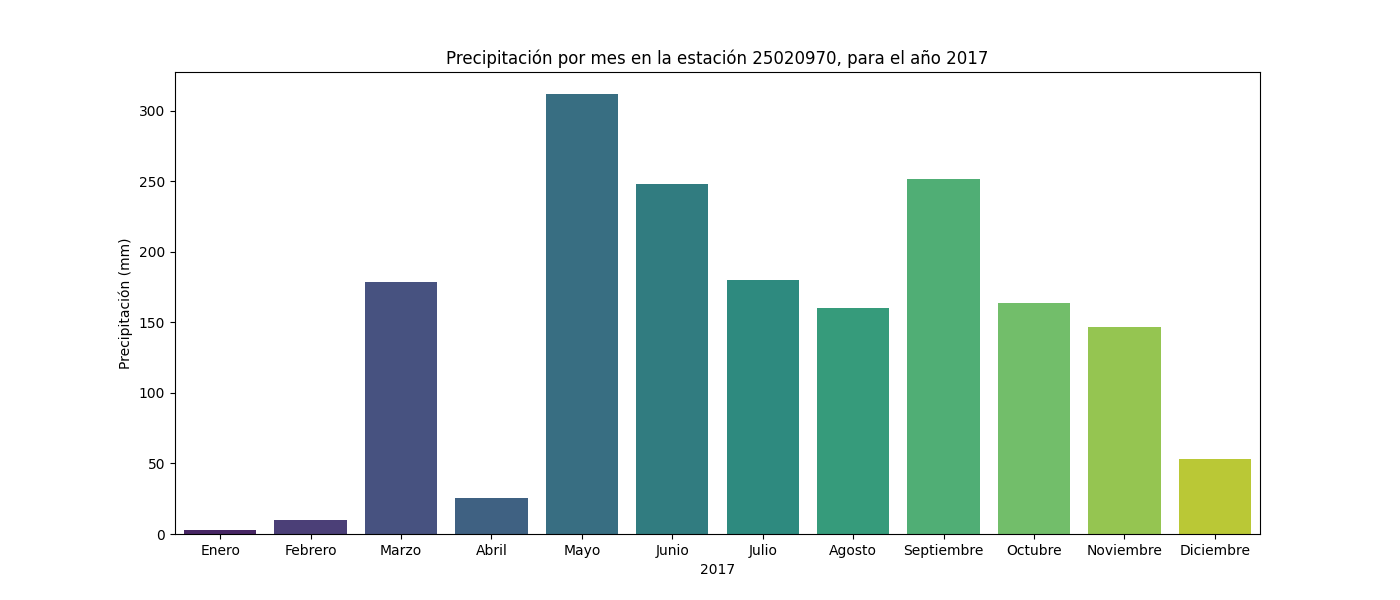 Precipitación por mes en la estación 25020970, para el año 2017
Precipitación (mm)
300
250
200
150
100
50
0
Enero Febrero Marzo Abril Mayo Junio Julio Agosto Septiembre Octubre Noviembre Diciembre
2017